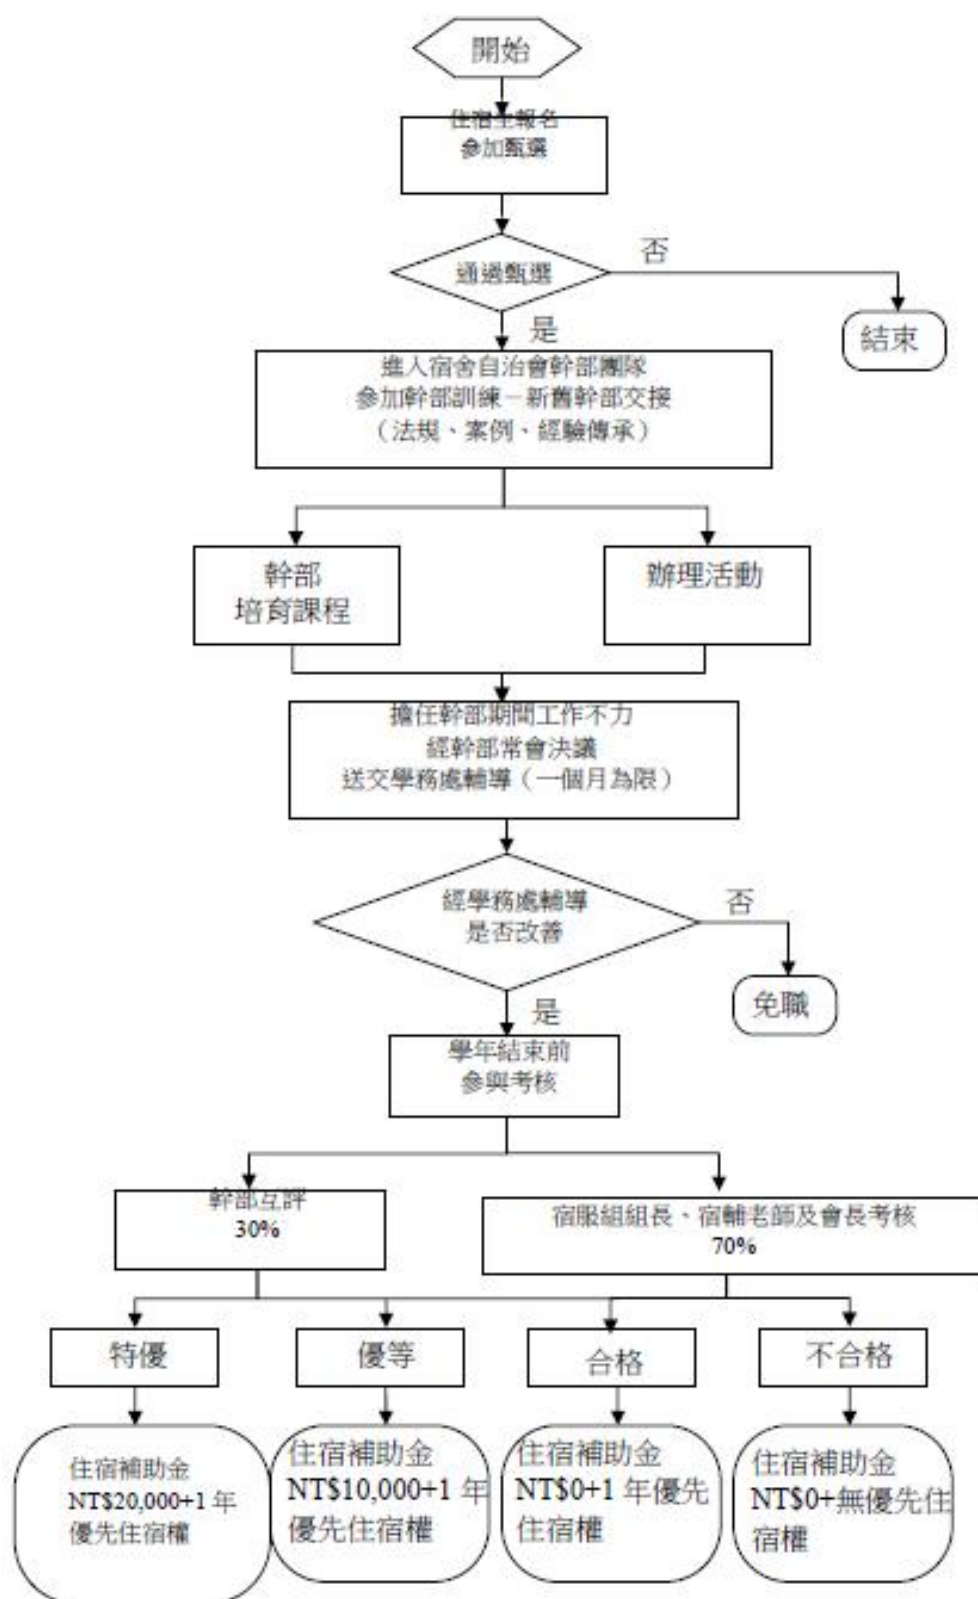 開始
住宿生報名
參加甄選
通過甄選
否
是
結束
進入宿舍自治會幹部團隊
參加幹部訓練－新舊幹部交接
（法規、案例、經驗傳承）
幹部
培育課程
辦理活動
擔任幹部期間工作不力
經幹部常會決議
送交學務處輔導（一個月為限）
經學務處輔導
是否改善
否
免職
是
學年結束前
參與考核
幹部互評
30%
宿服組組長、宿輔老師及會長考核
70%
特優
優等
合格
不合格
住宿補助金
NT$20,000+1 年
優先住宿權
住宿補助金
NT$10,000+1 年
優先住宿權
住宿補助金
NT$0+1 年優先
住宿權
住宿補助金
NT$0+無優先住
宿權